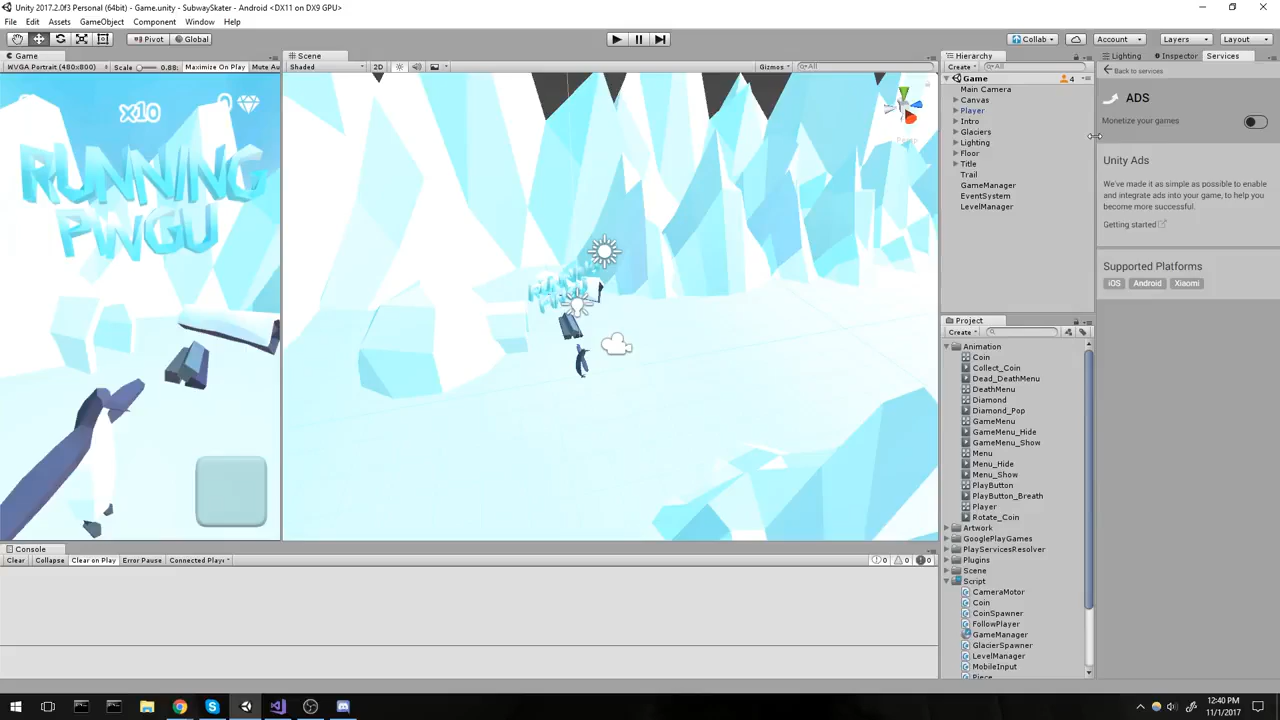 Unity 2017.2.0f3 Personal (64bit) - Game.unity - SubwaySkater - Android <DX11 on DX9 GPU>
File Edit Assets GameObject Component Window Help
Pivot Global Collab Account Layers Layout
Game Scene Hierarchy Lighting Inspector Services
WVGA Portrait (480x800) Scale 0.88: Maximize On Play Mute Au Shaded 2D Gizmos All Create All
Back to services
Game 4
Main Camera
Canvas
Player
Intro
Glaciers
Lighting
Floor
Title
Trail
GameManager
EventSystem
LevelManager
ADS
Monetize your games
Unity Ads
We've made it as simple as possible to enable
and integrate ads into your game, to help you
become more successful.
Getting started
Supported Platforms
iOS Android Xiaomi
x10 0
RUNNING
PINGU
Persp
Project
Create
Animation
Coin
Collect_Coin
Dead_DeathMenu
DeathMenu
Diamond
Diamond_Pop
GameMenu
GameMenu_Hide
GameMenu_Show
Menu
Menu_Hide
Menu_Show
PlayButton
PlayButton_Breath
Player
Rotate_Coin
Artwork
GooglePlayGames
PlayServicesResolver
Plugins
Scene
Script
CameraMotor
Coin
CoinSpawner
FollowPlayer
GameManager
GlacierSpawner
LevelManager
MobileInput
Piece
Console
Clear Collapse Clear on Play Error Pause Connected Playe 0 0 0
12:40 PM
11/1/2017